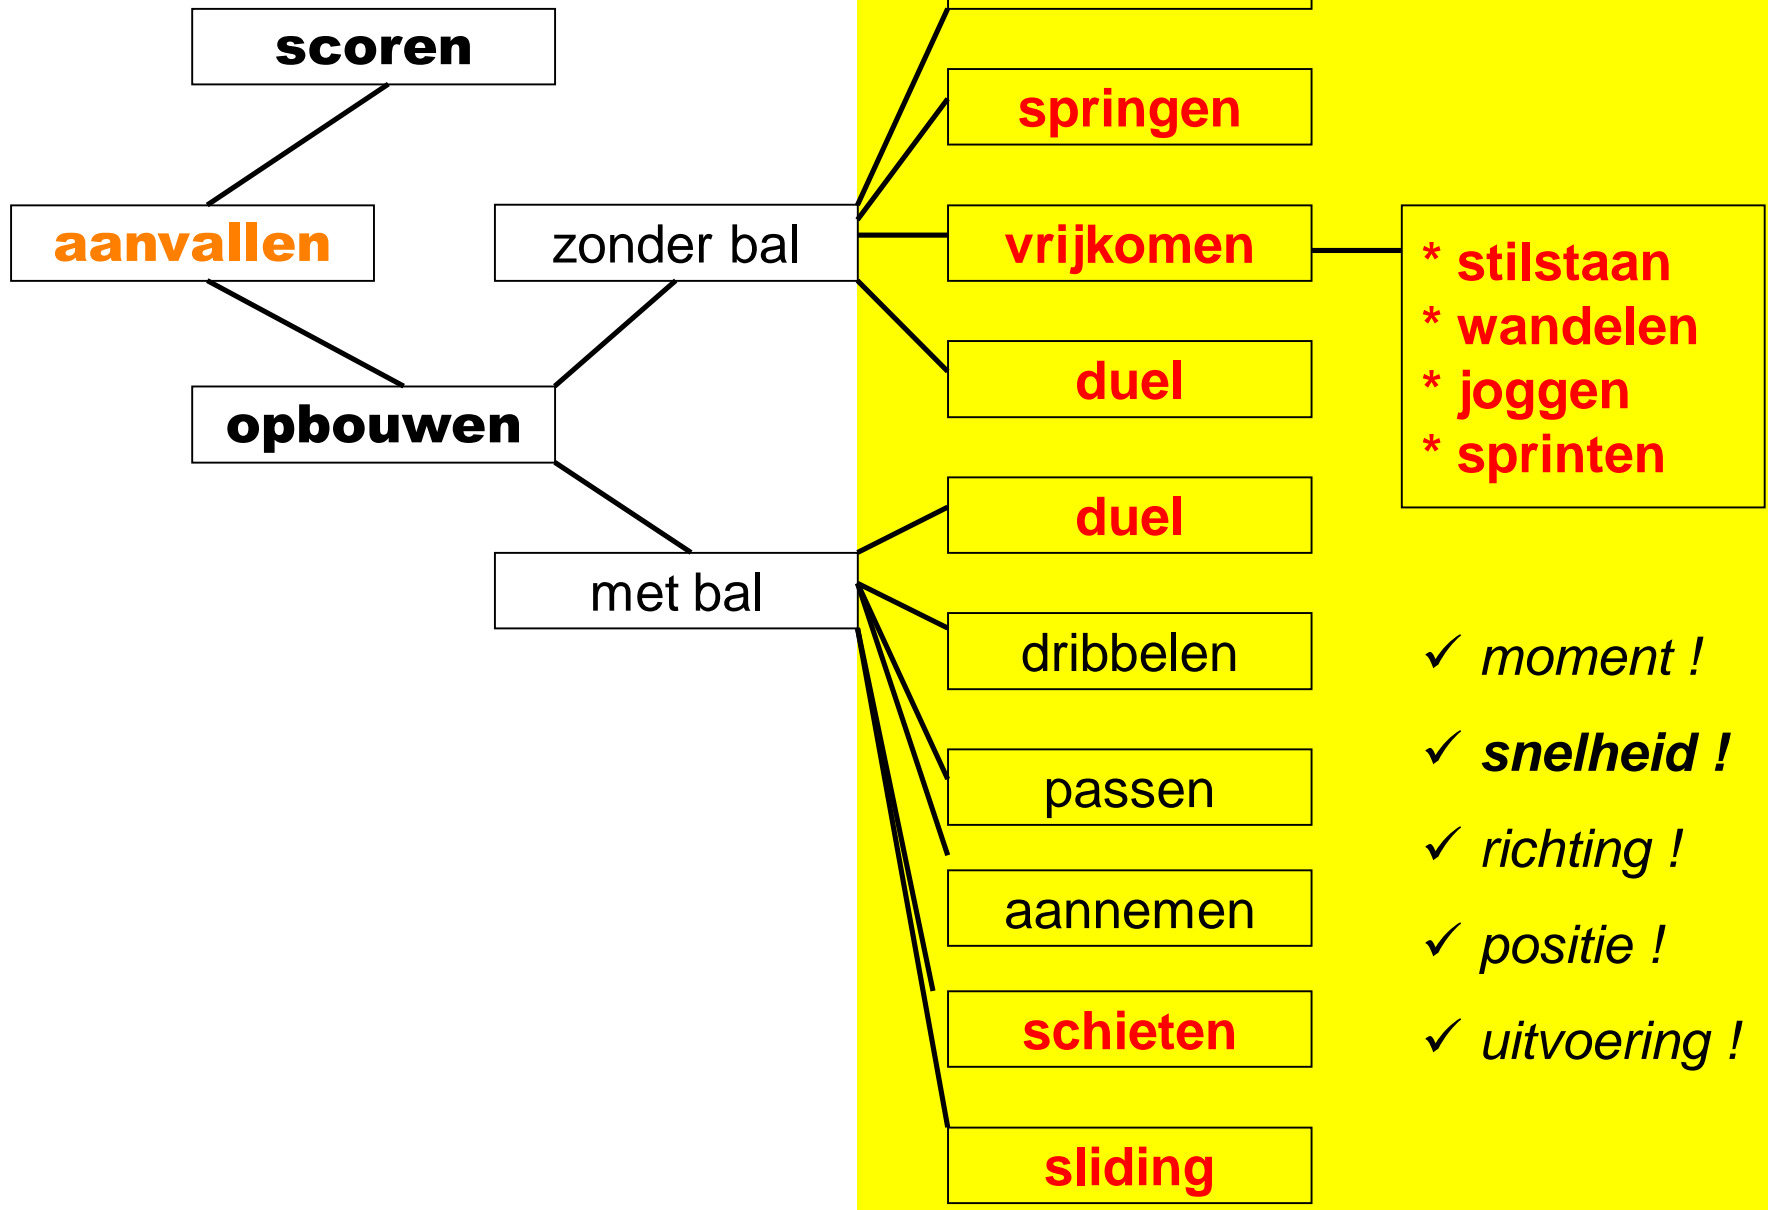 scoren
springen
aanvallen
zonder bal
vrijkomen
* stilstaan
* wandelen
* joggen
* sprinten
duel
opbouwen
duel
met bal
dribbelen
✓ moment !
✓ snelheid !
passen
✓ richting !
aannemen
✓ positie !
schieten
✓ uitvoering !
sliding